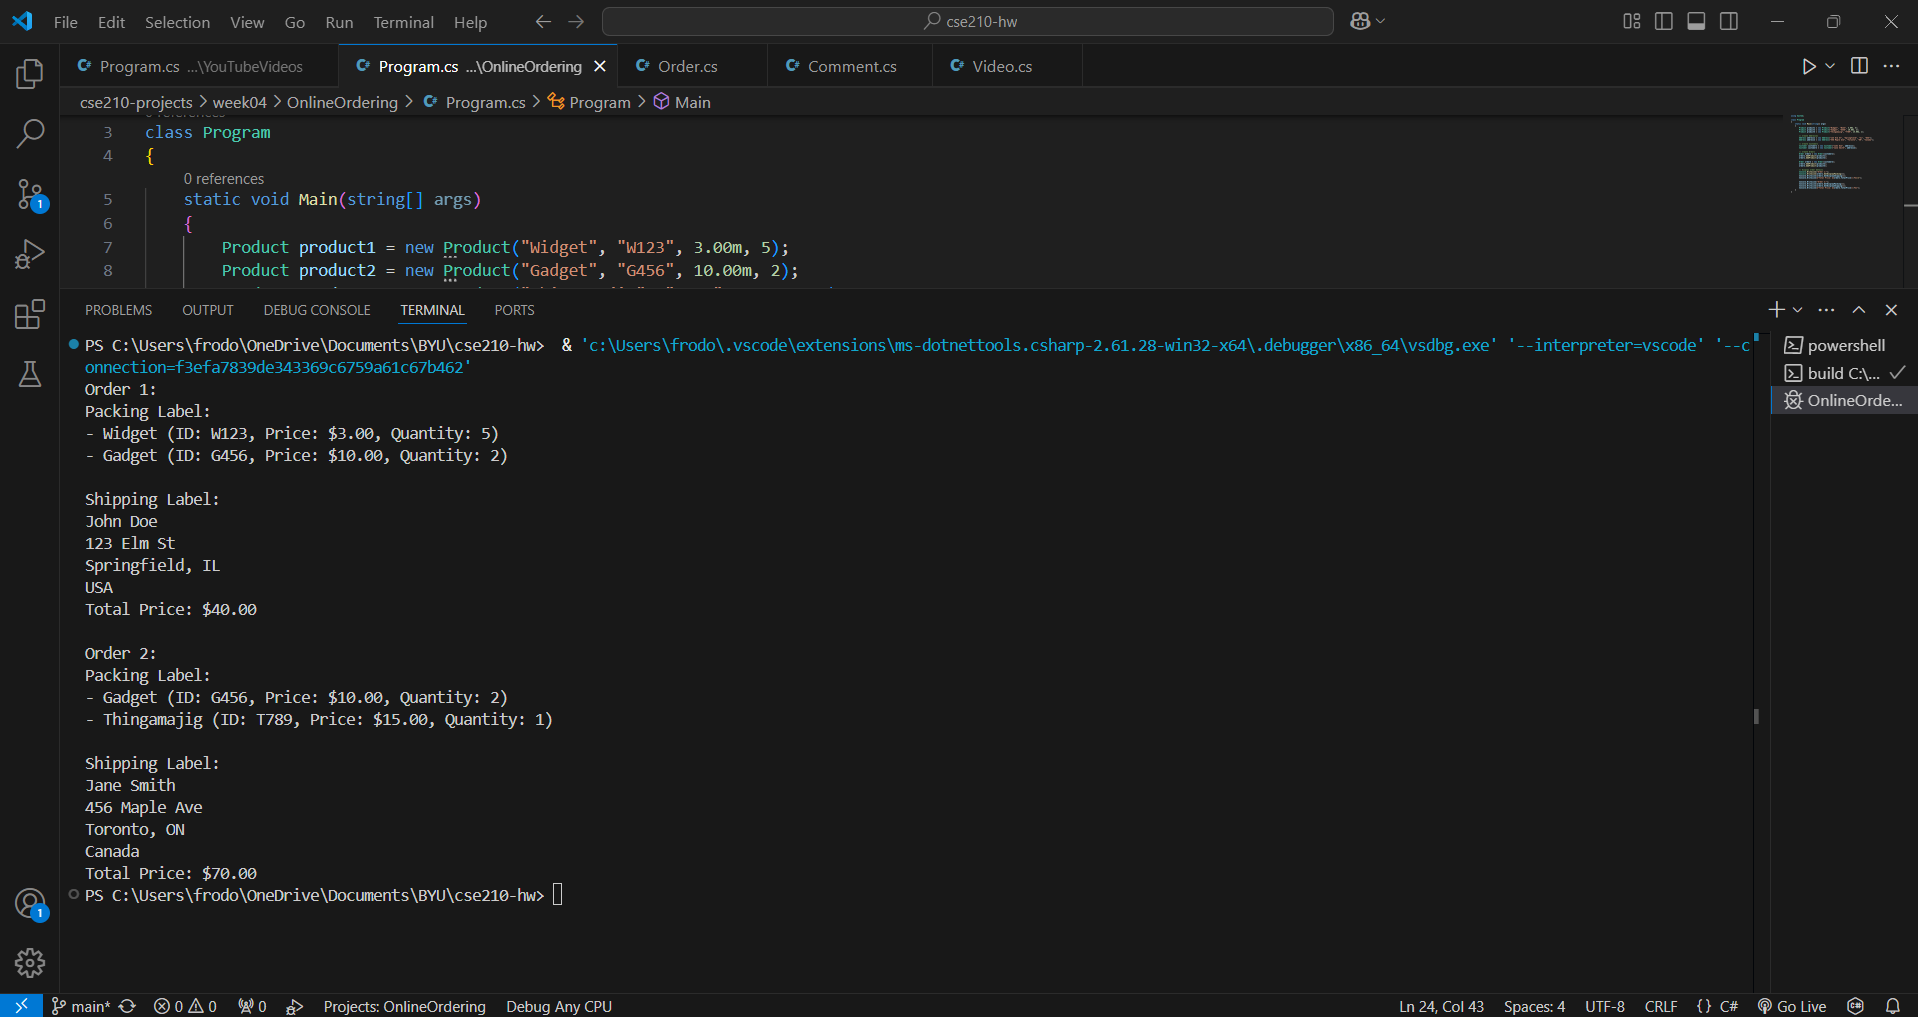 File Edit Selection View Go Run Terminal Help
cse210-hw
Program.cs ...\YouTubeVideos
Program.cs ...\OnlineOrdering
Order.cs
Comment.cs
Video.cs
cse210-projects > week04 > OnlineOrdering > Program.cs > Program > Main
0 references
3 class Program
4 {
0 references
5 static void Main(string[] args)
6 {
7 Product product1 = new Product("Widget", "W123", 3.00m, 5);
8 Product product2 = new Product("Gadget", "G456", 10.00m, 2);
PROBLEMS OUTPUT DEBUG CONSOLE TERMINAL PORTS
PS C:\Users\frodo\OneDrive\Documents\BYU\cse210-hw> & 'c:\Users\frodo\.vscode\extensions\ms-dotnettools.csharp-2.61.28-win32-x64\.debugger\x86_64\vsdbg.exe' '--interpreter=vscode' '--c
onnection=f3efa7839de343369c6759a61c67b462'
Order 1:
Packing Label:
- Widget (ID: W123, Price: $3.00, Quantity: 5)
- Gadget (ID: G456, Price: $10.00, Quantity: 2)
Shipping Label:
John Doe
123 Elm St
Springfield, IL
USA
Total Price: $40.00
Order 2:
Packing Label:
- Gadget (ID: G456, Price: $10.00, Quantity: 2)
- Thingamajig (ID: T789, Price: $15.00, Quantity: 1)
Shipping Label:
Jane Smith
456 Maple Ave
Toronto, ON
Canada
Total Price: $70.00
PS C:\Users\frodo\OneDrive\Documents\BYU\cse210-hw>
powershell
build C:\...
OnlineOrde...
1
1
main* 0 0 0 Projects: OnlineOrdering Debug Any CPU
Ln 24, Col 43 Spaces: 4 UTF-8 CRLF {} C# Go Live